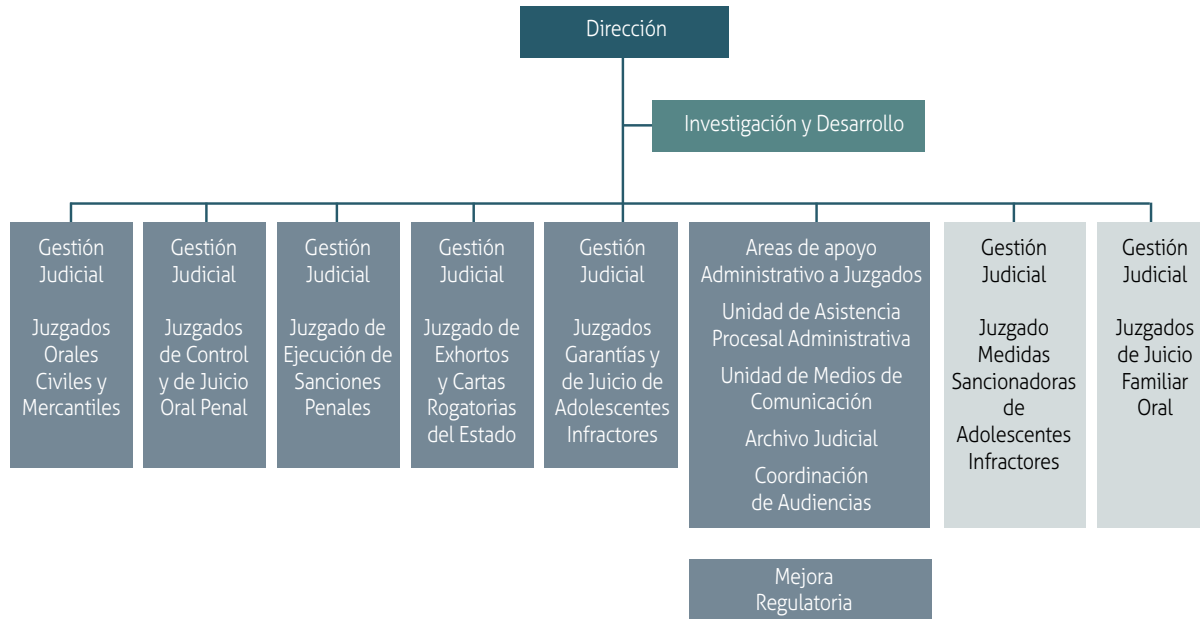 Dirección
Investigación y Desarrollo
Gestión
Judicial
Juzgados
Orales
Civiles y
Mercantiles
Gestión
Judicial
Juzgados
de Control
y de Juicio
Oral Penal
Gestión
Judicial
Juzgado de
Ejecución de
Sanciones
Penales
Gestión
Judicial
Juzgado de
Exhortos
y Cartas
Rogatorias
del Estado
Gestión
Judicial
Juzgados
Garantías y
de Juicio de
Adolescentes
Infractores
Areas de apoyo
Administrativo a Juzgados
Unidad de Asistencia
Procesal Administrativa
Unidad de Medios de
Comunicación
Archivo Judicial
Coordinación
de Audiencias
Gestión
Judicial
Juzgado
Medidas
Sancionadoras
de
Adolescentes
Infractores
Gestión
Judicial
Juzgados
de Juicio
Familiar
Oral
Mejora
Regulatoria